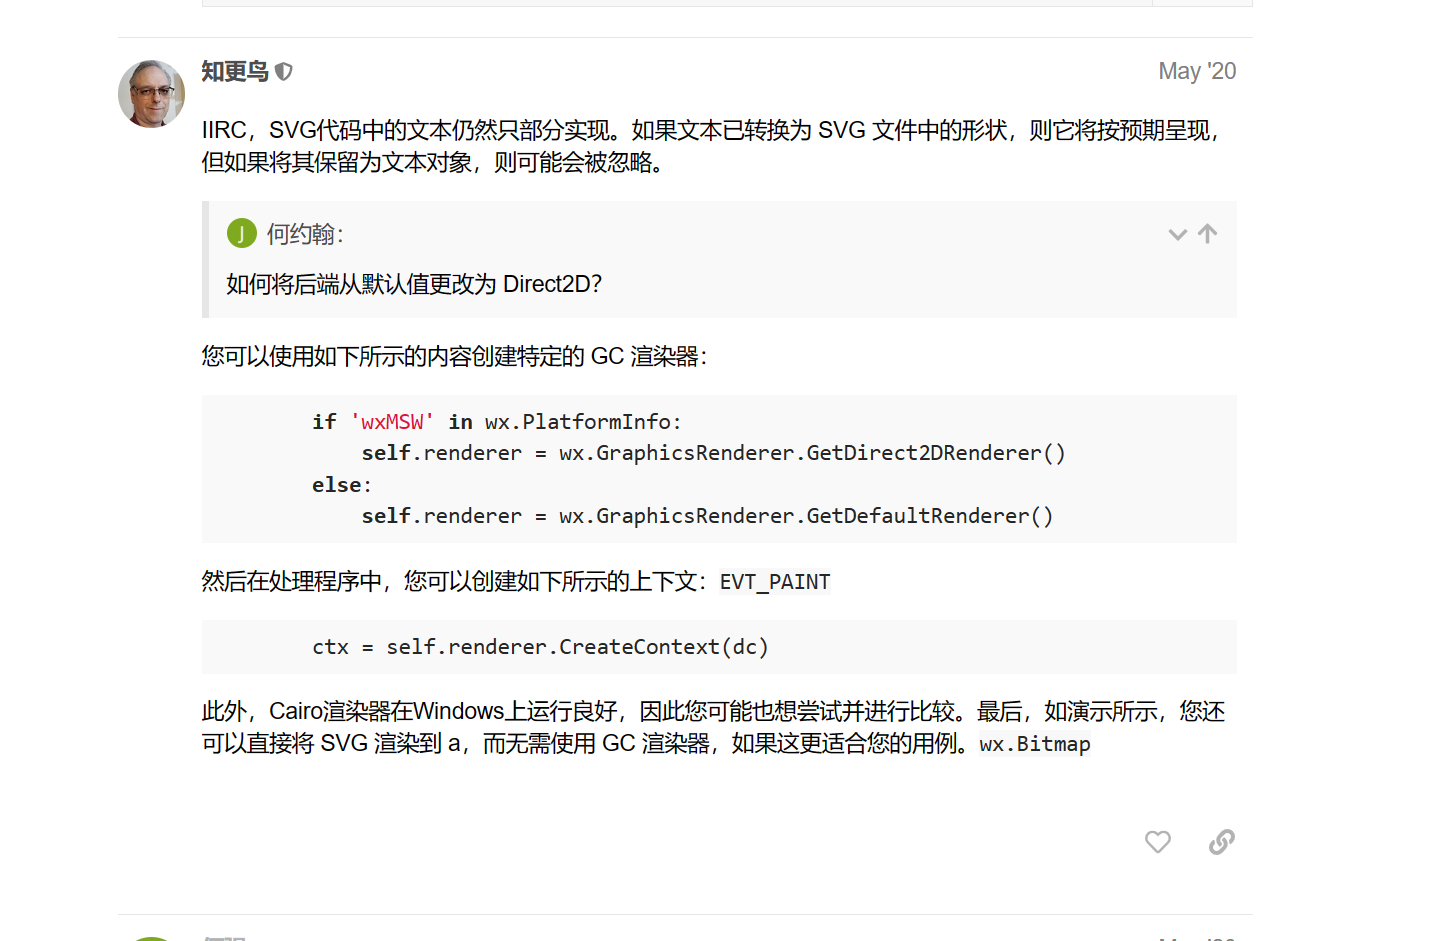 知更鸟
May '20
IIRC，SVG代码中的文本仍然只部分实现。如果文本已转换为 SVG 文件中的形状，则它将按预期呈现，
但如果将其保留为文本对象，则可能会被忽略。
J 何约翰：
如何将后端从默认值更改为 Direct2D？
您可以使用如下所示的内容创建特定的 GC 渲染器：
if 'wxMSW' in wx.PlatformInfo:
    self.renderer = wx.GraphicsRenderer.GetDirect2DRenderer()
else:
    self.renderer = wx.GraphicsRenderer.GetDefaultRenderer()
然后在处理程序中，您可以创建如下所示的上下文：EVT_PAINT
ctx = self.renderer.CreateContext(dc)
此外，Cairo渲染器在Windows上运行良好，因此您可能也想尝试并进行比较。最后，如演示所示，您还
可以直接将 SVG 渲染到 a，而无需使用 GC 渲染器，如果这更适合您的用例。wx.Bitmap